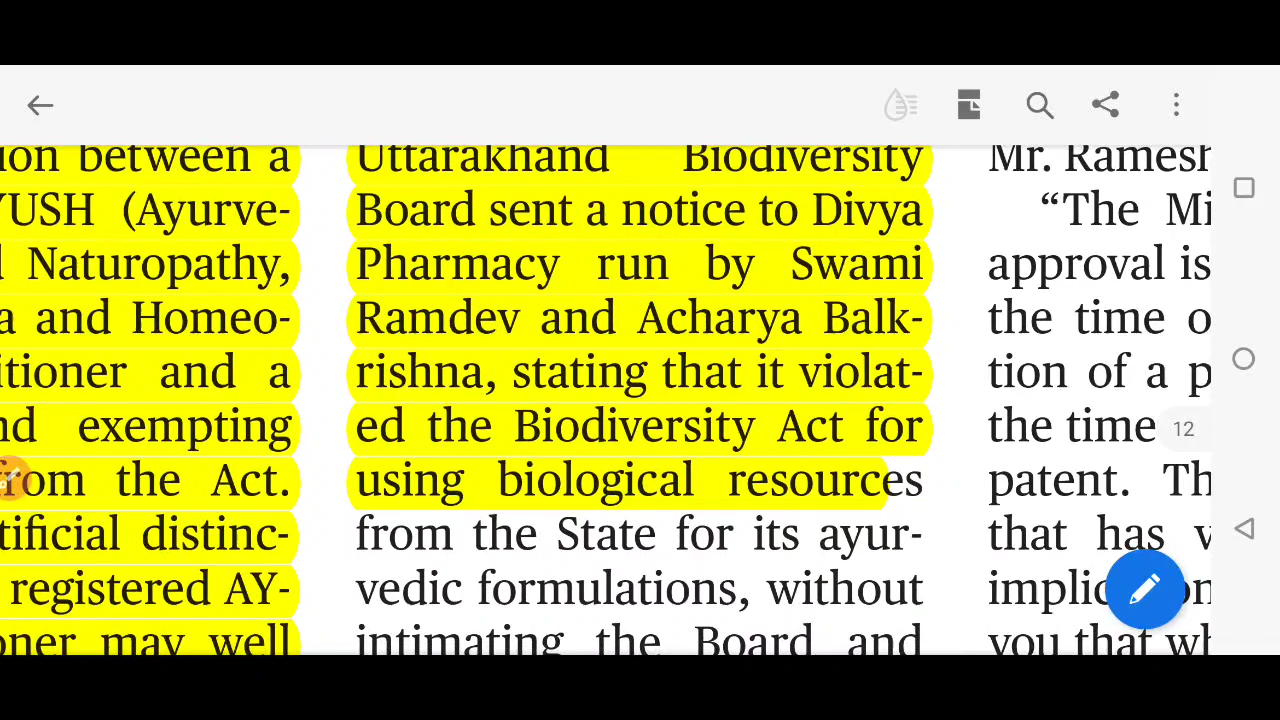 ion between a
YUSH (Ayurve-
Naturopathy,
a and Homeo-
itioner and a
nd exempting
from the Act.
tificial distinc-
registered AY-
oner may well
Uttarakhand Biodiversity
Board sent a notice to Divya
Pharmacy run by Swami
Ramdev and Acharya Balk-
rishna, stating that it violat-
ed the Biodiversity Act for
using biological resources
from the State for its ayur-
vedic formulations, without
intimating the Board and
Mr. Ramesh
“The Mi
approval is
the time o
tion of a p
the time
patent. Th
that has v
implic on
you that wh
12